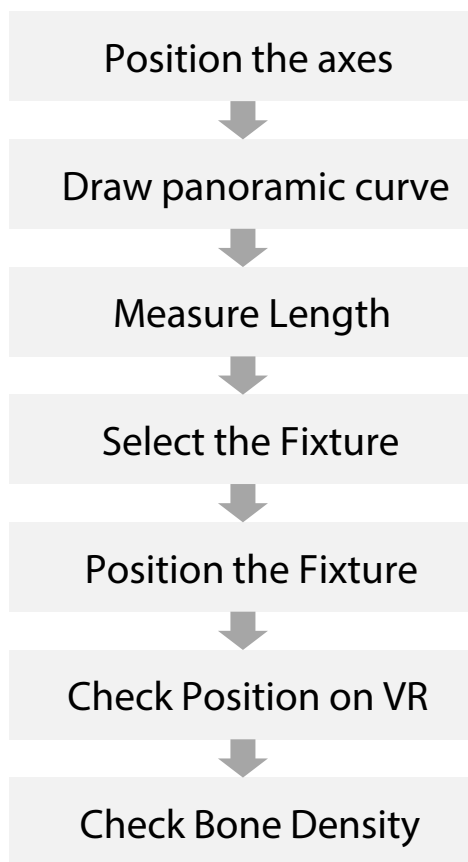 Position the axes
Draw panoramic curve
Measure Length
Select the Fixture
Position the Fixture
Check Position on VR
Check Bone Density